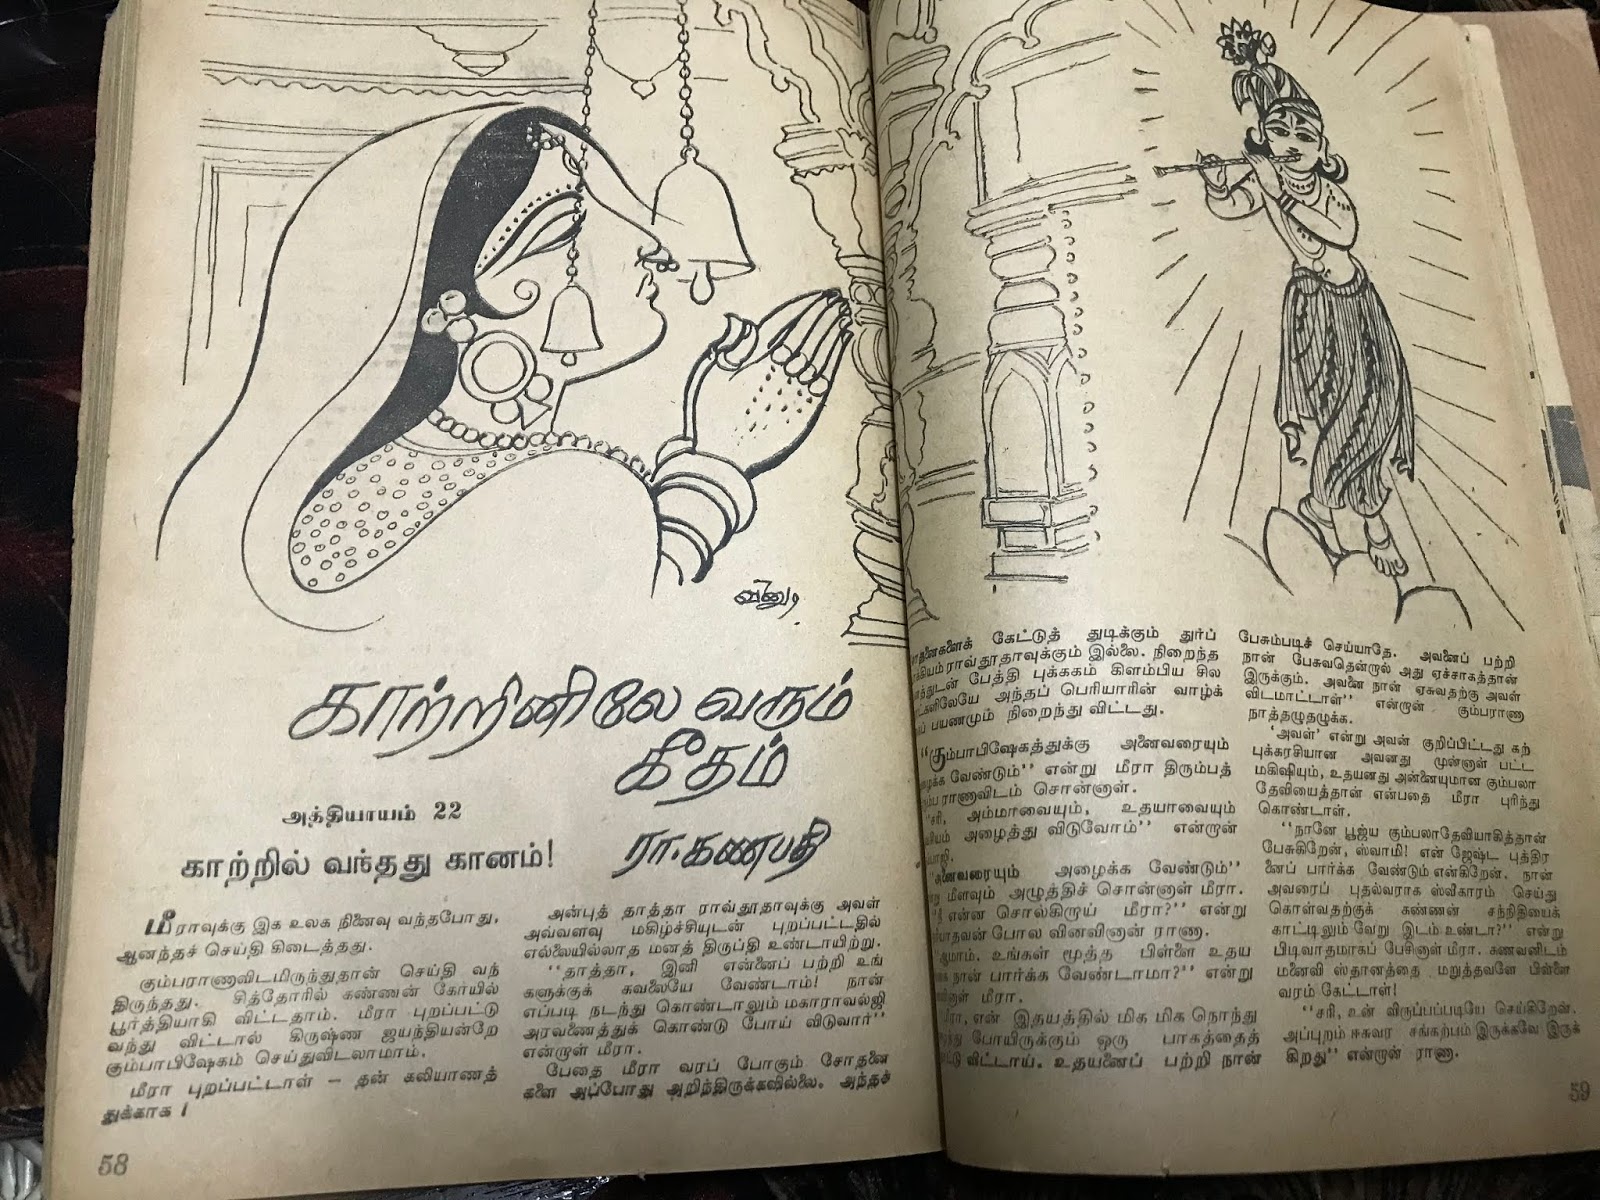 வினு
காற்றினிலே வரும்
கீதம்
அத்தியாயம் 22
காற்றில் வந்தது கானம்!
ரா.கணபதி
மீராவுக்கு இக உலக நினைவு வந்தபோது,
ஆனந்தச் செய்தி கிடைத்தது.
கும்பராணாவிடமிருந்துதான் செய்தி வந்
திருந்தது. சித்தோரில் கண்ணன் கோயில்
பூர்த்தியாகி விட்டதாம். மீரா புறப்பட்டு
வந்து விட்டால் கிருஷ்ண ஜயந்தியன்றே
கும்பாபிஷேகம் செய்துவிடலாமாம்.
மீரா புறப்பட்டாள் — தன் கலியாணத்
துக்காக !
அன்புத் தாத்தா ராவ்தூதாவுக்கு அவள்
அவ்வளவு மகிழ்ச்சியுடன் புறப்பட்டதில்
எல்லையில்லாத மனத் திருப்தி உண்டாயிற்று.
"தாத்தா, இனி என்னைப் பற்றி உங்
களுக்குக் கவலையே வேண்டாம்! நான்
எப்படி நடந்து கொண்டாலும் மகாராவல்ஜி
அரவணைத்துக் கொண்டு போய் விடுவார்"
என்றாள் மீரா.
பேதை மீரா வரப் போகும் சோதனை
களை அப்போது அறிந்திருக்கவில்லை. அந்தச்
58
கேட்டுத் துடிக்கும் துர்ப்
ராவ்தூதாவுக்கும் இல்லை. நிறைந்த
பேத்தி புக்ககம் கிளம்பிய சில
அந்தப் பெரியாரின் வாழ்க்
பயணமும் நிறைந்து விட்டது.
"கும்பாபிஷேகத்துக்கு அனைவரையும்
வேண்டும்" என்று மீரா திரும்பத்
ராணாவிடம் சொன்னாள்.
"சரி, அம்மாவையும், உதயாவையும்
அழைத்து விடுவோம்" என்றான்
"அனைவரையும் அழைக்க வேண்டும்"
மீளவும் அழுத்திச் சொன்னாள் மீரா.
என்ன சொல்கிறாய் மீரா?" என்று
போல வினவினான் ராணா.
"ஆமாம். உங்கள் மூத்த பிள்ளை உதய
நான் பார்க்க வேண்டாமா?" என்று
மீரா.
என் இதயத்தில் மிக மிக நொந்து
போயிருக்கும் ஒரு பாகத்தைத்
விட்டாய். உதயனைப் பற்றி நான்
பேசும்படிச் செய்யாதே. அவனைப் பற்றி
நான் பேசுவதென்றால் அது ஏச்சாகத்தான்
இருக்கும். அவனை நான் ஏசுவதற்கு அவள்
விடமாட்டாள்" என்றான் கும்பராணா
நாத்தழுதழுக்க.
'அவள்' என்று அவன் குறிப்பிட்டது கற்
புக்கரசியான அவனது முன்னாள் பட்ட
மகிஷியும், உதயனது அன்னையுமான கும்பலா
தேவியைத்தான் என்பதை மீரா புரிந்து
கொண்டாள்.
"நானே பூஜ்ய கும்பலாதேவியாகித்தான்
பேசுகிறேன், ஸ்வாமி! என் ஜேஷ்ட புத்திர
னைப் பார்க்க வேண்டும் என்கிறேன். நான்
அவரைப் புதல்வராக ஸ்வீகாரம் செய்து
கொள்வதற்குக் கண்ணன் சந்நிதியைக்
காட்டிலும் வேறு இடம் உண்டா?" என்று
பிடிவாதமாகப் பேசினாள் மீரா. கணவனிடம்
மனைவி ஸ்தானத்தை மறுத்தவளே பிள்ளை
வரம் கேட்டாள்!
"சரி, உன் விருப்பப்படியே செய்கிறேன்.
அப்புறம் ஈசுவர சங்கற்பம் இருக்கவே இருக்
கிறது" என்றான் ராணா.
59